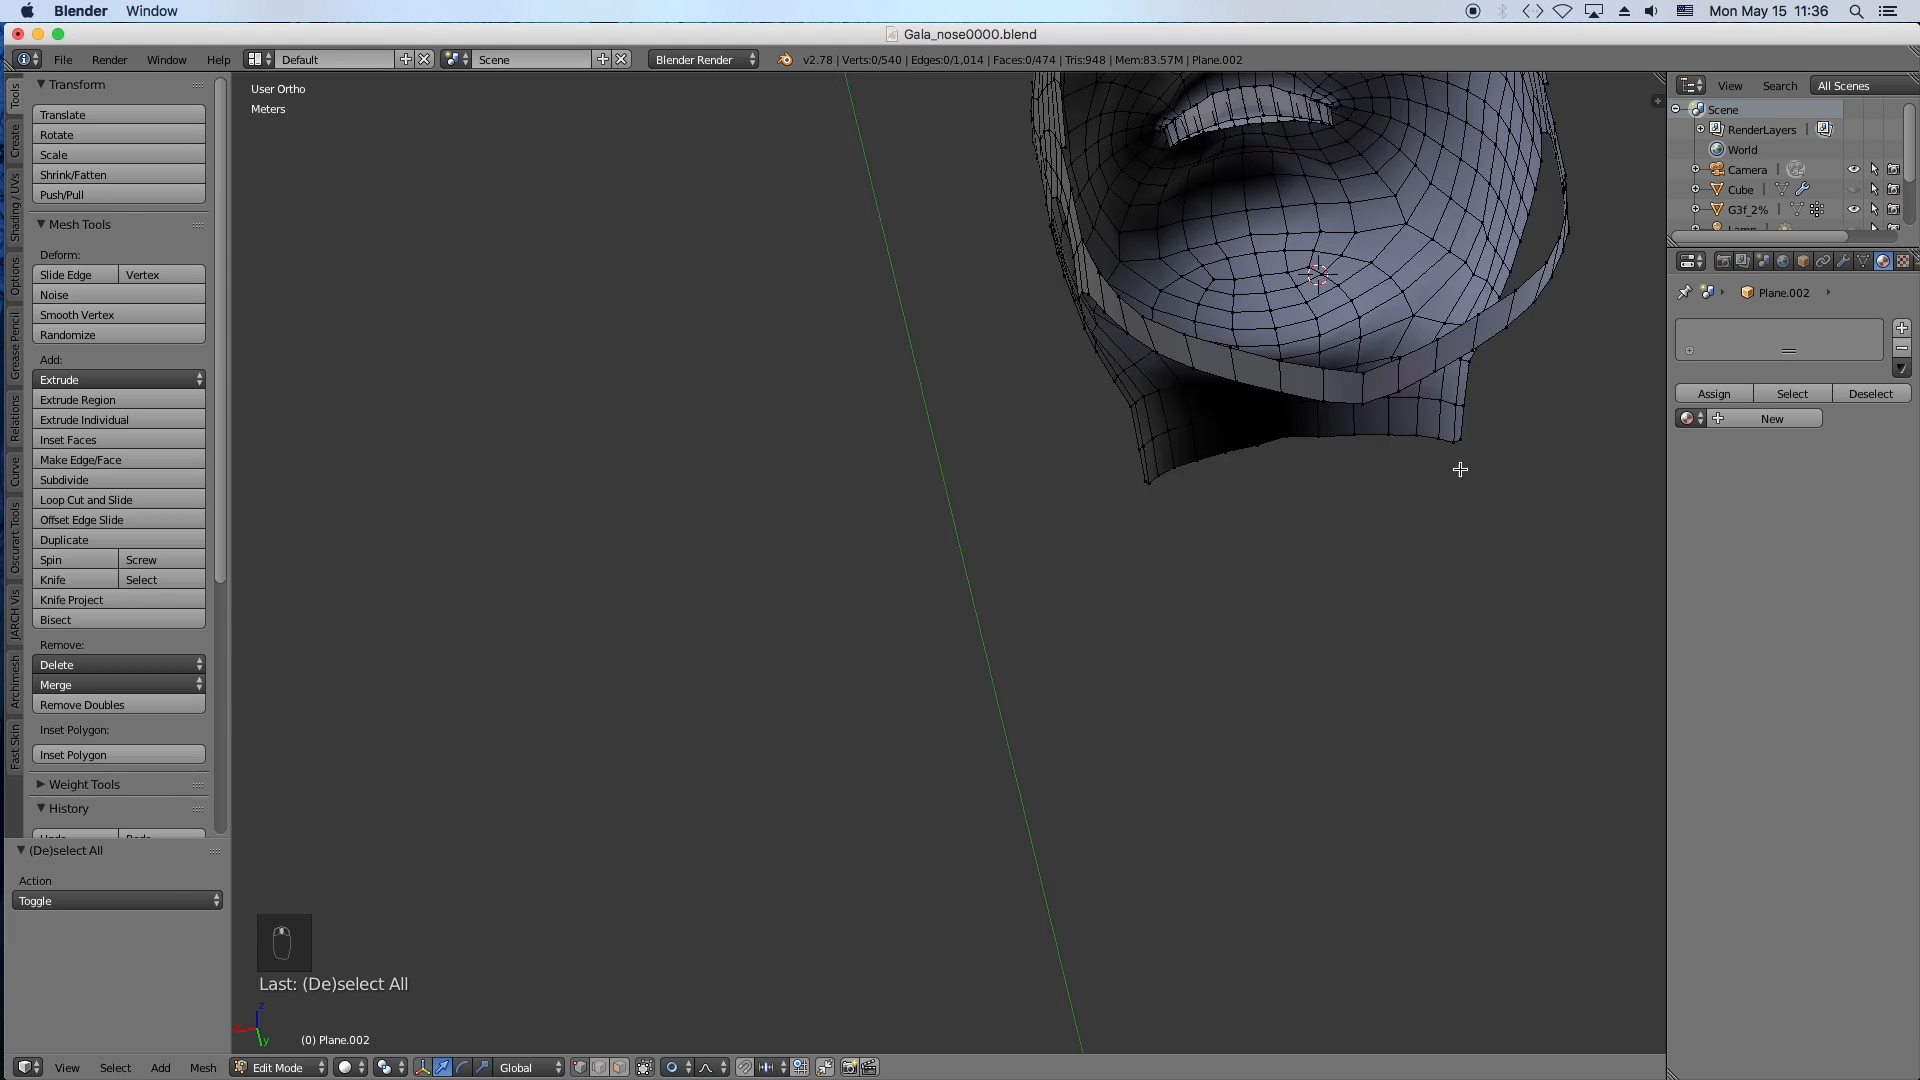 Blender Window Mon May 15 11:36
Gala_nose0000.blend
File Render Window Help Default Scene Blender Render v2.78 | Verts:0/540 | Edges:0/1,014 | Faces:0/474 | Tris:948 | Mem:83.57M | Plane.002
View Search All Scenes
Transform
Translate
Rotate
Scale
Shrink/Fatten
Push/Pull
Mesh Tools
Deform:
Slide Edge Vertex
Noise
Smooth Vertex
Randomize
Add:
Extrude
Extrude Region
Extrude Individual
Inset Faces
Make Edge/Face
Subdivide
Loop Cut and Slide
Offset Edge Slide
Duplicate
Spin Screw
Knife Select
Knife Project
Bisect
Remove:
Delete
Merge
Remove Doubles
Inset Polygon:
Inset Polygon
Weight Tools
History
Undo Redo
(De)select All
Action
Toggle
Tools
Create
Shading / UVs
Options
Grease Pencil
Relations
Curve
Oscurart Tools
JARCH Vis
Archimesh
Fast Skin
User Ortho
Meters
Last: (De)select All
z
y
(0) Plane.002
View Select Add Mesh Edit Mode Global
Scene
RenderLayers
World
Camera
Cube
G3f_2%
Lamp
Plane.002
Assign Select Deselect
New